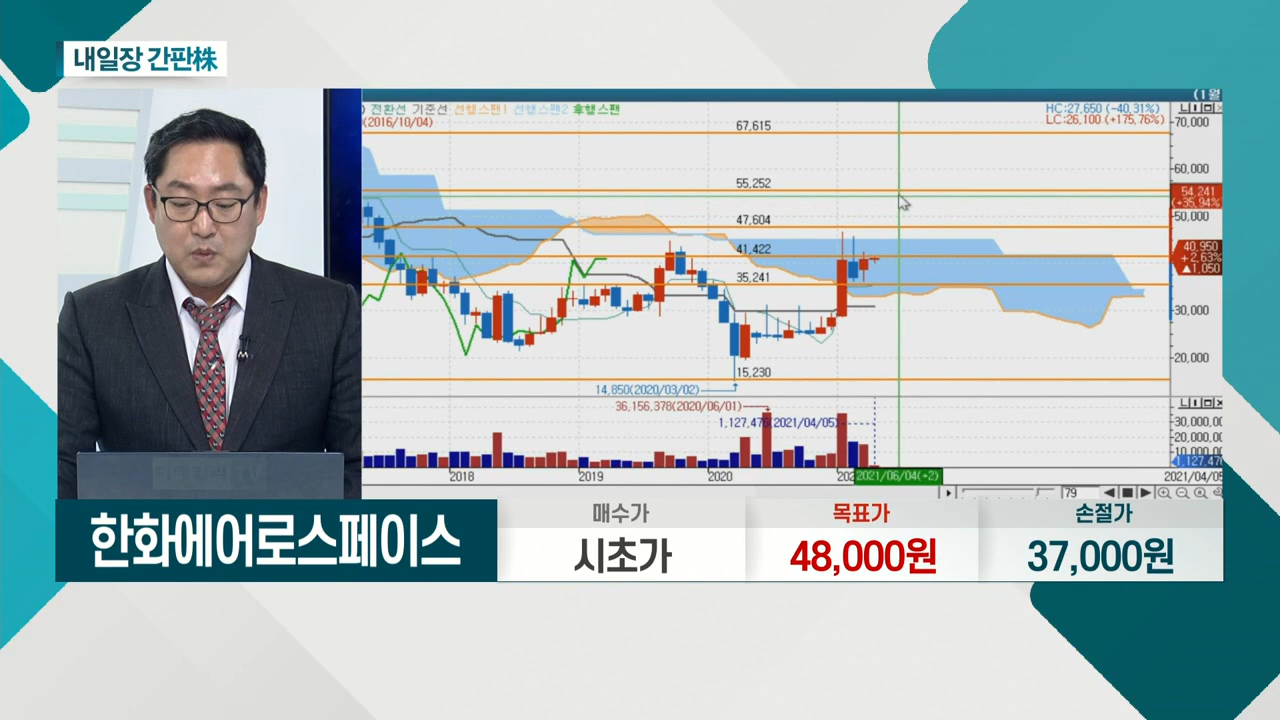 내일장 간판株
(1월
전환선 기준선 선행스팬1 선행스팬2 후행스팬
(2016/10/04)
HC:27,650 (-40,31%)
LC:26,100 (+175,76%)
67,615
70,000
60,000
55,252
54,241
(+35,94%
50,000
47,604
41,422
40,950
+2,63%
▲1,050
35,241
30,000
20,000
15,230
14,850(2020/03/02)
36,156,378(2020/06/01)
1,127,476(2021/04/05)
30,000,00
20,000,00
10,000,00
1,127,476
2018
2019
2020
202
2021/06/04(+2)
2021/04/05
79
한화에어로스페이스
매수가
시초가
목표가
48,000원
손절가
37,000원